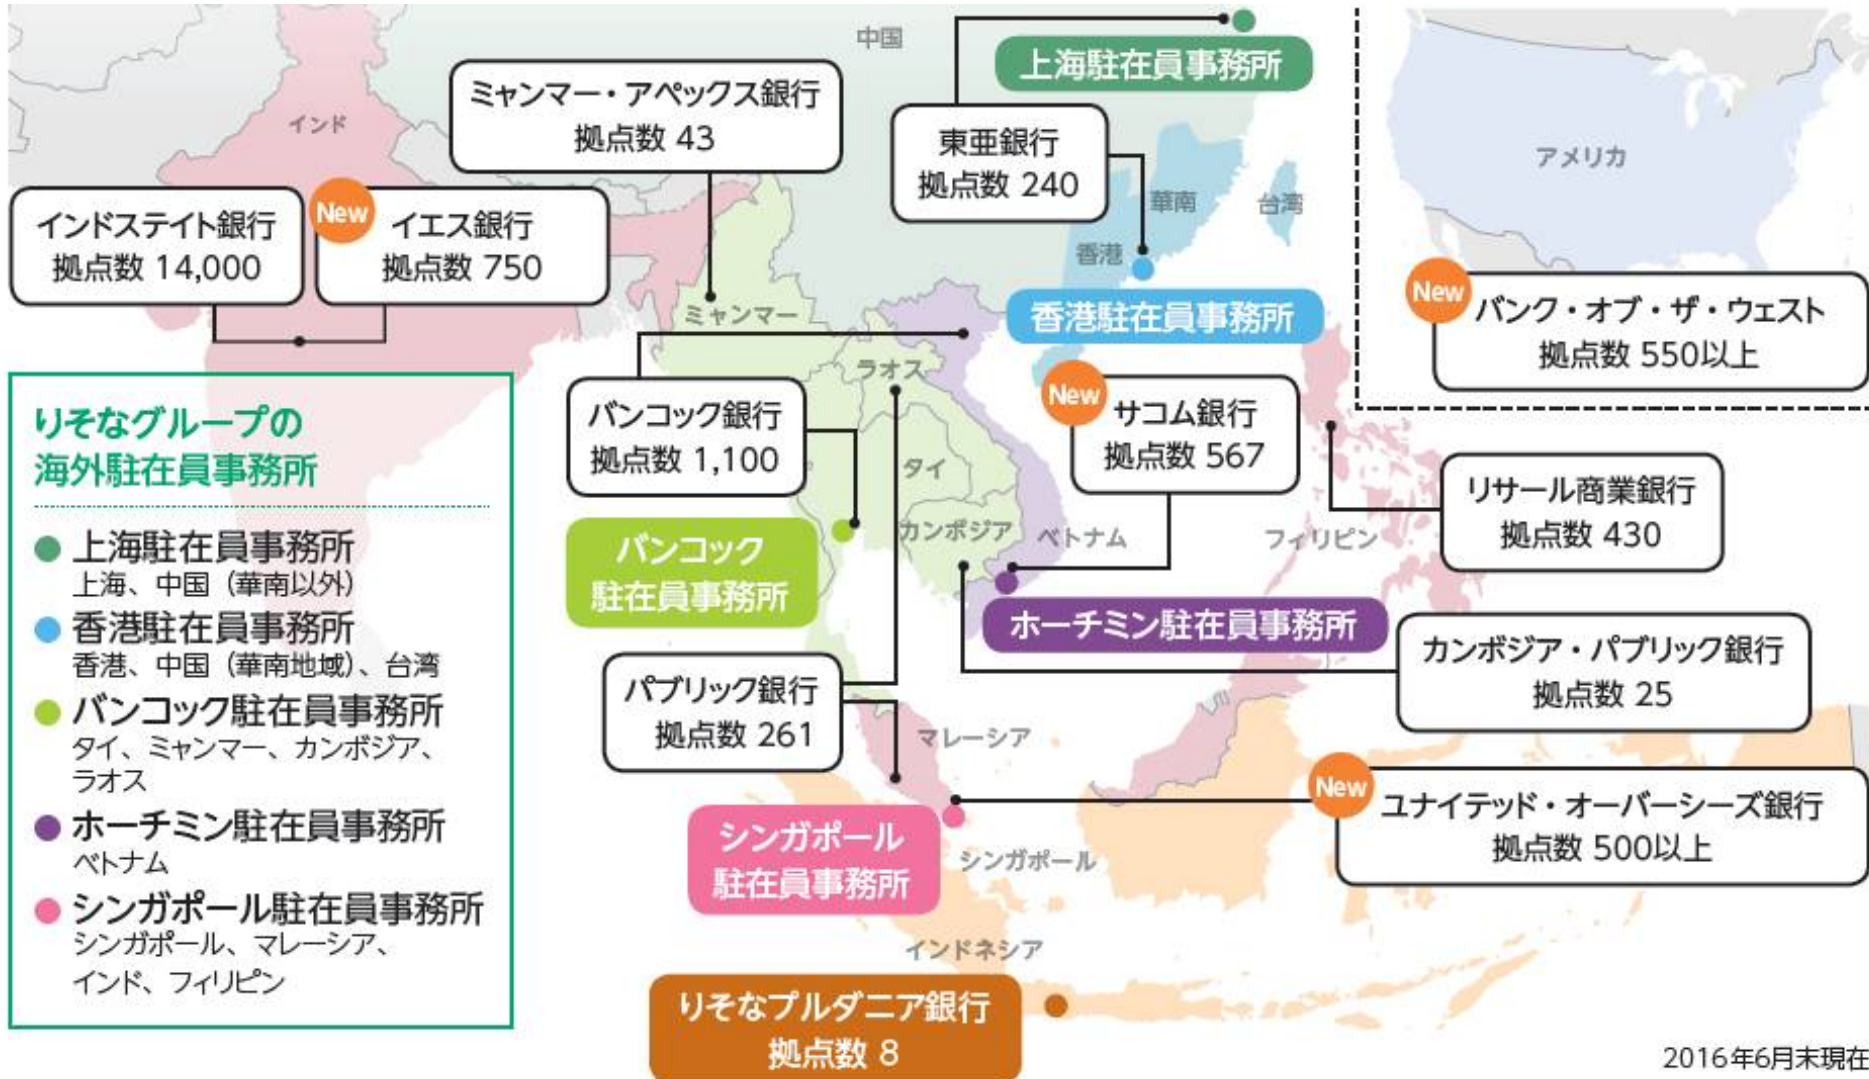 中国
上海駐在員事務所
ミャンマー・アペックス銀行
拠点数 43
インド
東亜銀行
拠点数 240
華南
台湾
香港
アメリカ
インドステイト銀行
拠点数 14,000
New
イエス銀行
拠点数 750
ミャンマー
香港駐在員事務所
New
バンク・オブ・ザ・ウェスト
拠点数 550以上
ラオス
バンコック銀行
拠点数 1,100
New
サコム銀行
拠点数 567
タイ
カンボジア
ベトナム
フィリピン
リサール商業銀行
拠点数 430
バンコック
駐在員事務所
ホーチミン駐在員事務所
カンボジア・パブリック銀行
拠点数 25
パブリック銀行
拠点数 261
マレーシア
New
ユナイテッド・オーバーシーズ銀行
拠点数 500以上
シンガポール
駐在員事務所
シンガポール
インドネシア
りそなプルダニア銀行
拠点数 8
りそなグループの
海外駐在員事務所
上海駐在員事務所
上海、中国（華南以外）
香港駐在員事務所
香港、中国（華南地域）、台湾
バンコック駐在員事務所
タイ、ミャンマー、カンボジア、
ラオス
ホーチミン駐在員事務所
ベトナム
シンガポール駐在員事務所
シンガポール、マレーシア、
インド、フィリピン
2016年6月末現在